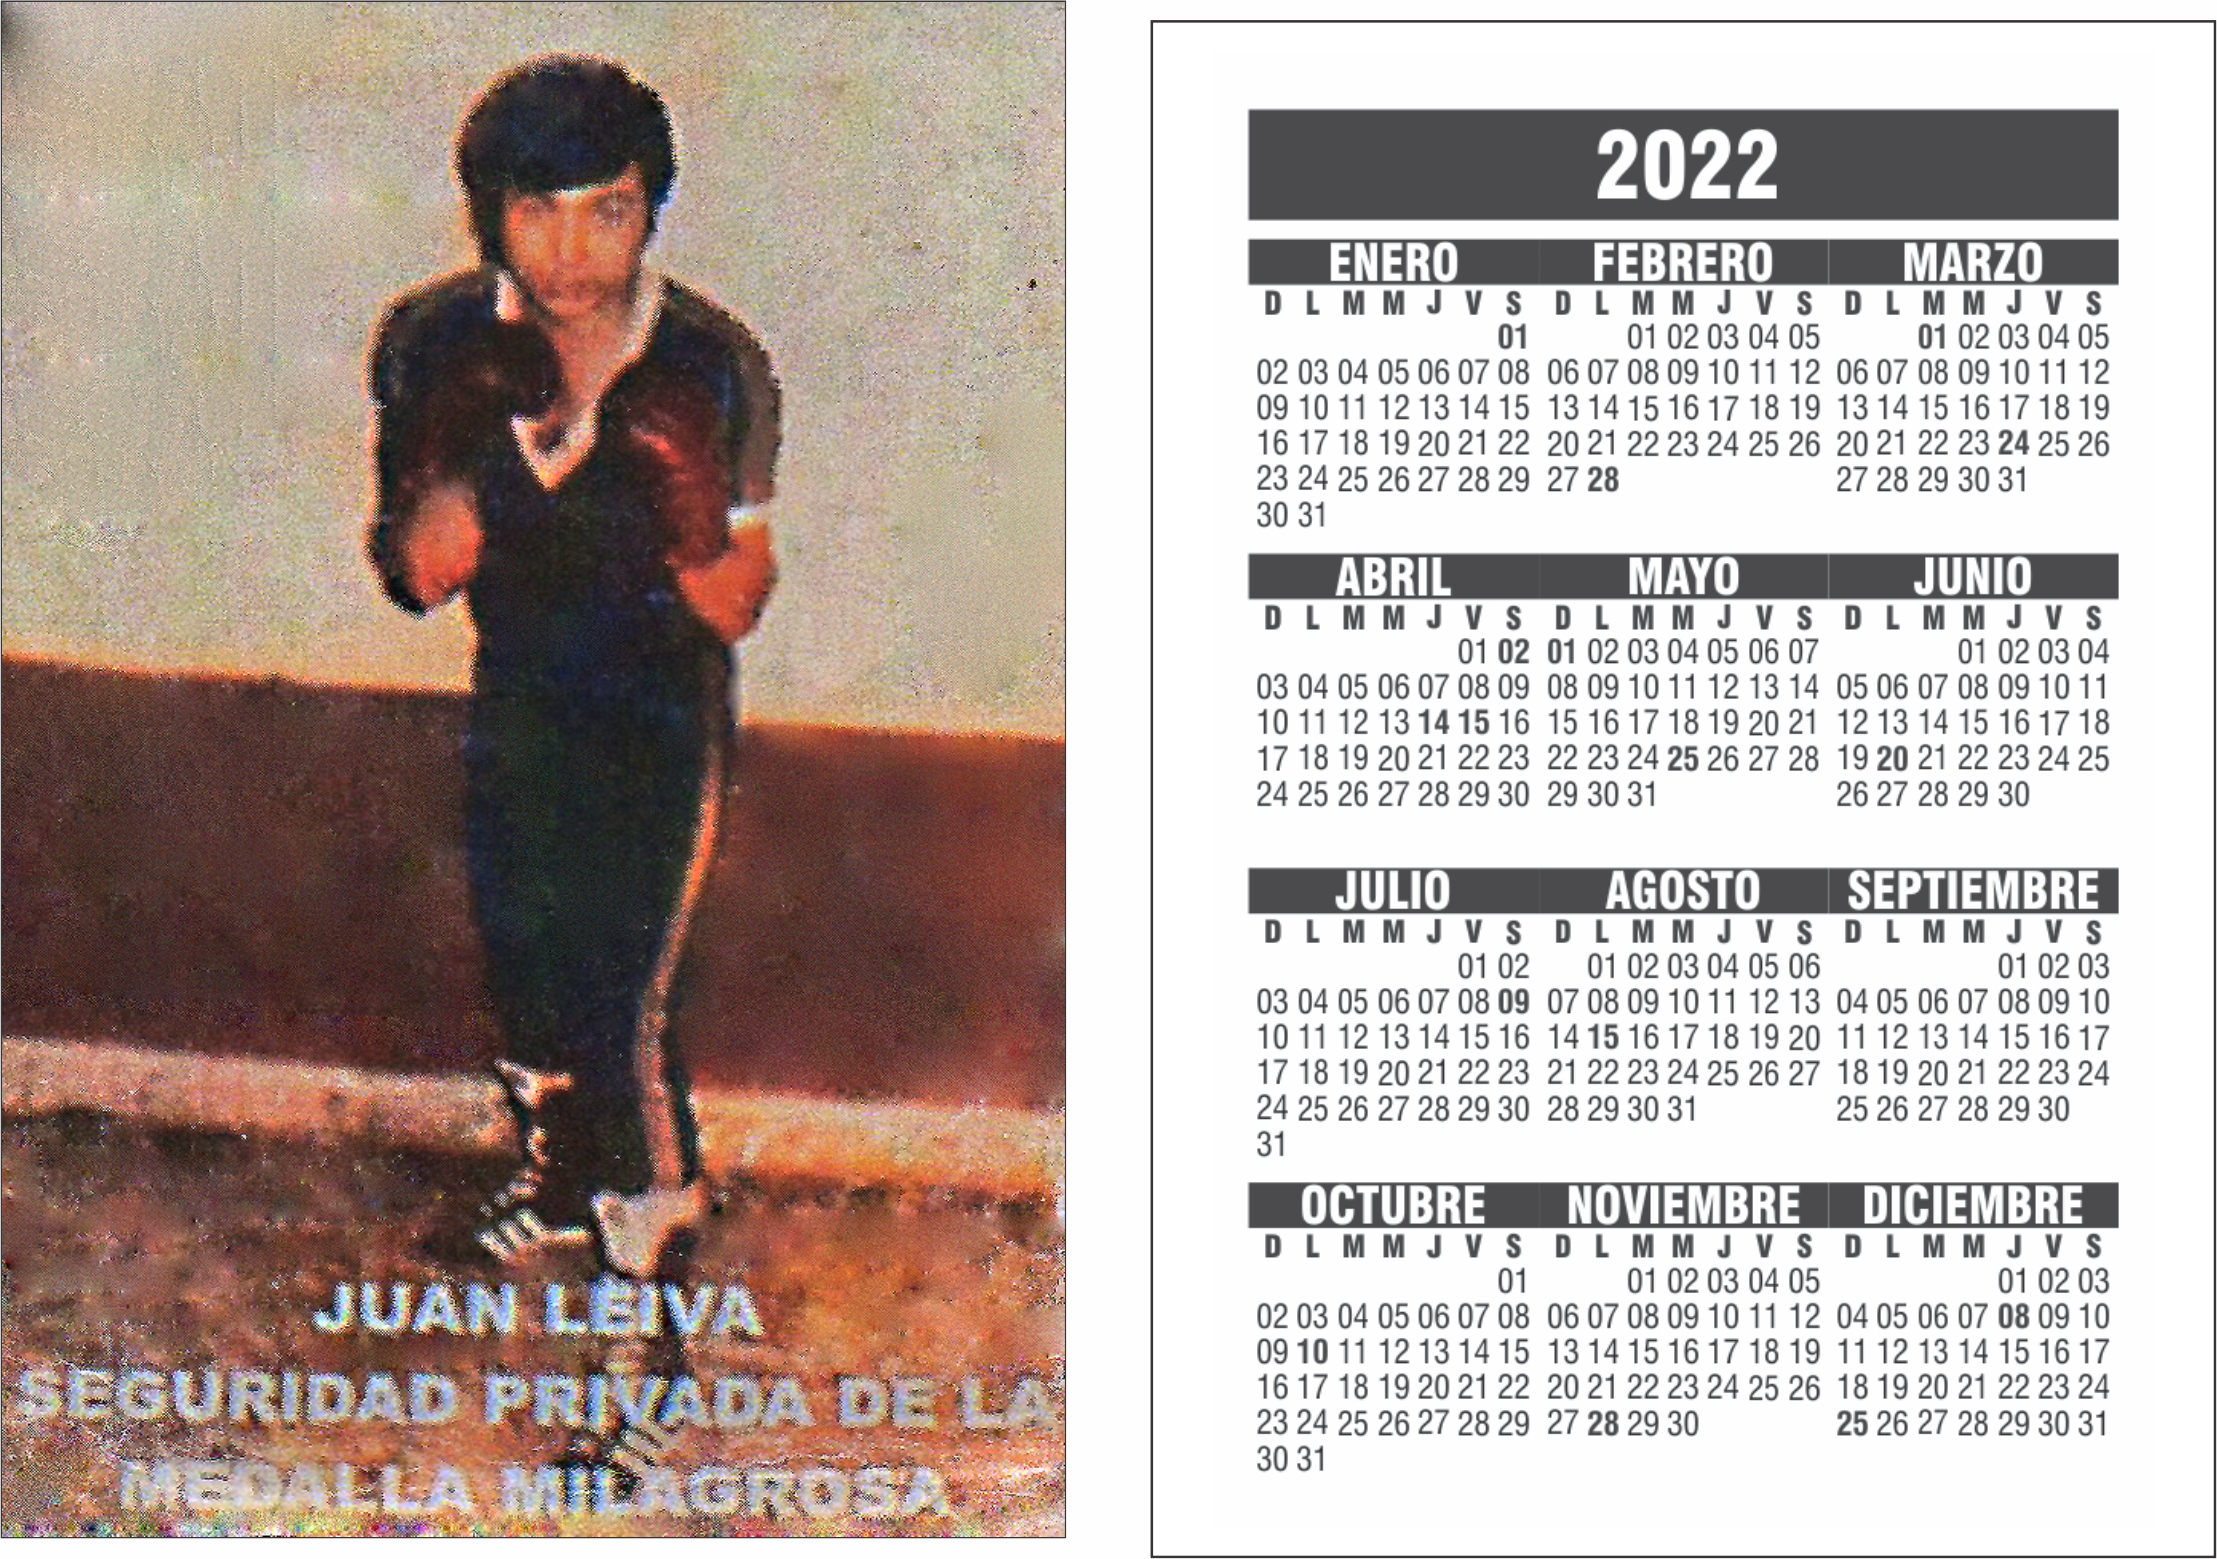 JUAN LEIVA
SEGURIDAD PRIVADA DE LA
MEDALLA MILAGROSA
2022
ENERO FEBRERO MARZO
D L M M J V S D L M M J V S D L M M J V S
01 01 02 03 04 05 01 02 03 04 05
02 03 04 05 06 07 08 06 07 08 09 10 11 12 06 07 08 09 10 11 12
09 10 11 12 13 14 15 13 14 15 16 17 18 19 13 14 15 16 17 18 19
16 17 18 19 20 21 22 20 21 22 23 24 25 26 20 21 22 23 24 25 26
23 24 25 26 27 28 29 27 28 27 28 29 30 31
30 31
ABRIL MAYO JUNIO
D L M M J V S D L M M J V S D L M M J V S
01 02 01 02 03 04 05 06 07 01 02 03 04
03 04 05 06 07 08 09 08 09 10 11 12 13 14 05 06 07 08 09 10 11
10 11 12 13 14 15 16 15 16 17 18 19 20 21 12 13 14 15 16 17 18
17 18 19 20 21 22 23 22 23 24 25 26 27 28 19 20 21 22 23 24 25
24 25 26 27 28 29 30 29 30 31 26 27 28 29 30
JULIO AGOSTO SEPTIEMBRE
D L M M J V S D L M M J V S D L M M J V S
01 02 01 02 03 04 05 06 01 02 03
03 04 05 06 07 08 09 07 08 09 10 11 12 13 04 05 06 07 08 09 10
10 11 12 13 14 15 16 14 15 16 17 18 19 20 11 12 13 14 15 16 17
17 18 19 20 21 22 23 21 22 23 24 25 26 27 18 19 20 21 22 23 24
24 25 26 27 28 29 30 28 29 30 31 25 26 27 28 29 30
31
OCTUBRE NOVIEMBRE DICIEMBRE
D L M M J V S D L M M J V S D L M M J V S
01 01 02 03 04 05 01 02 03
02 03 04 05 06 07 08 06 07 08 09 10 11 12 04 05 06 07 08 09 10
09 10 11 12 13 14 15 13 14 15 16 17 18 19 11 12 13 14 15 16 17
16 17 18 19 20 21 22 20 21 22 23 24 25 26 18 19 20 21 22 23 24
23 24 25 26 27 28 29 27 28 29 30 25 26 27 28 29 30 31
30 31